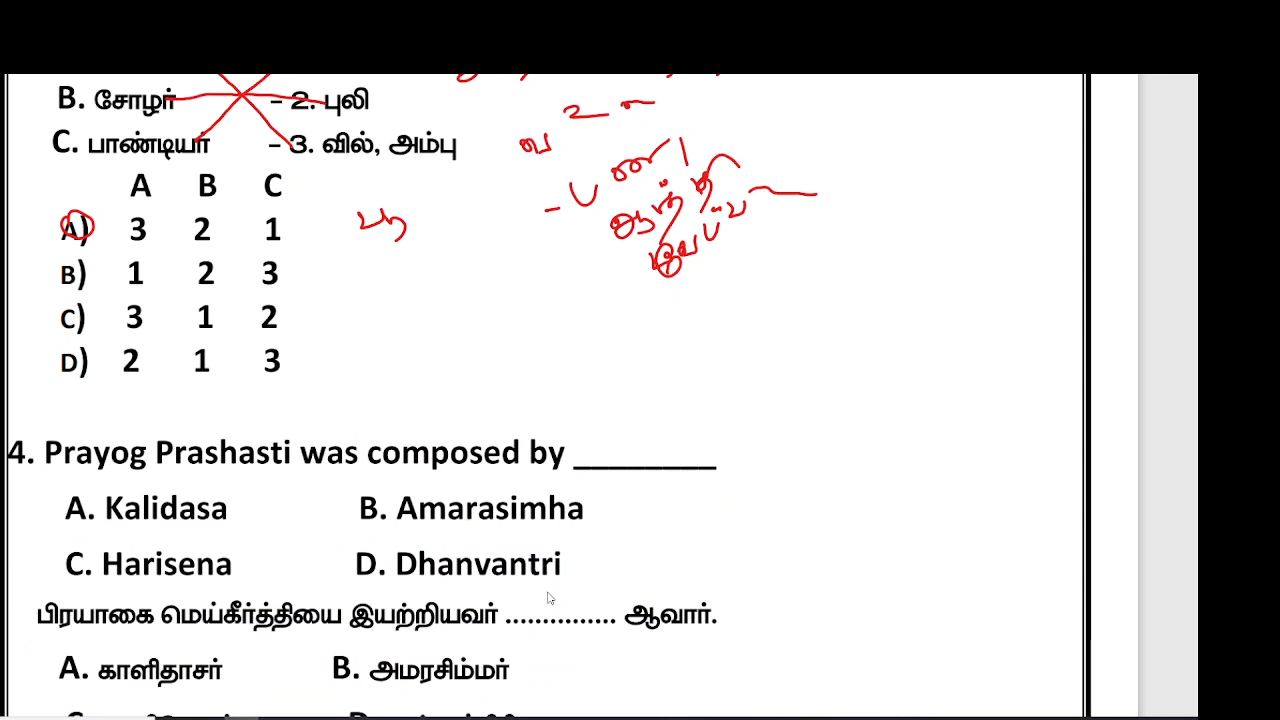 B. சோழர் – 2. புலி
C. பாண்டியர் – 3. வில், அம்பு
A B C
A) 3 2 1
B) 1 2 3
C) 3 1 2
D) 2 1 3
4. Prayog Prashasti was composed by ________
A. Kalidasa B. Amarasimha
C. Harisena D. Dhanvantri
பிரயாகை மெய்கீர்த்தியை இயற்றியவர் ............... ஆவார்.
A. காளிதாசர் B. அமரசிம்மர்